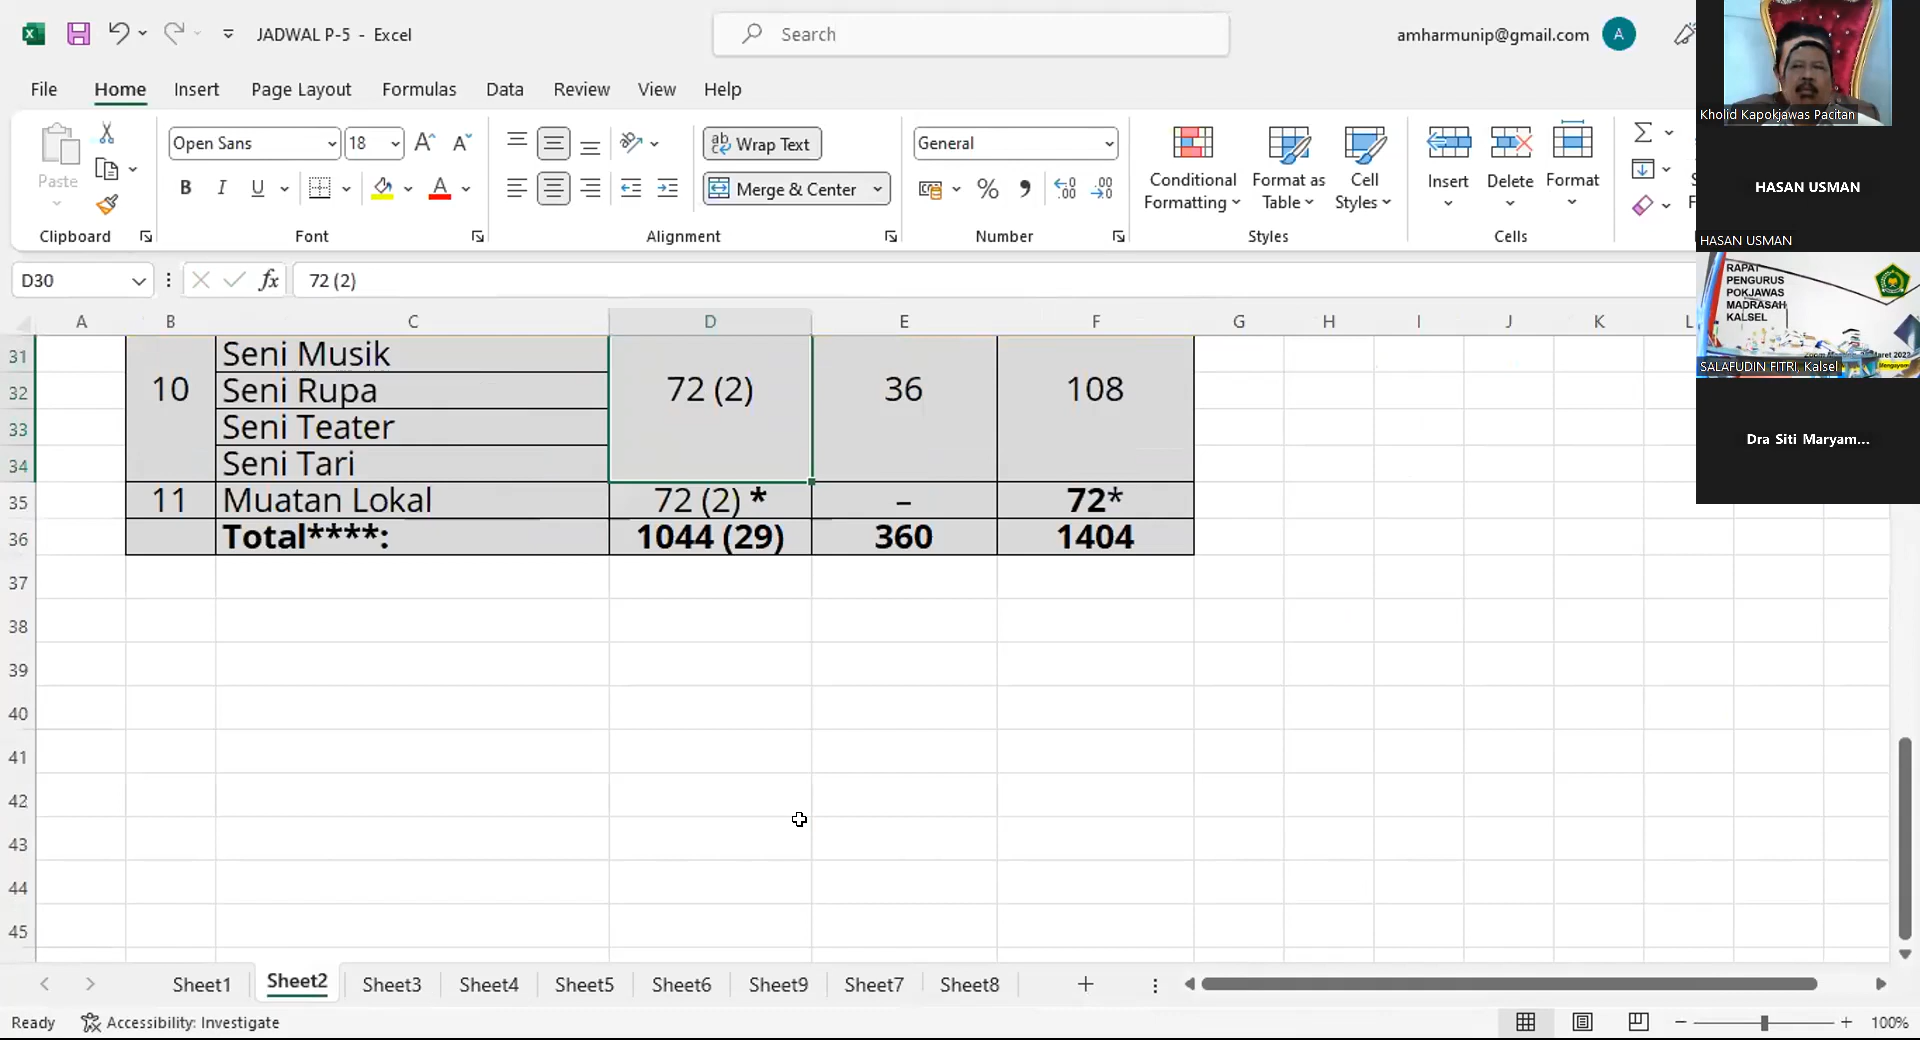 JADWAL P-5 - Excel
Search
amharmunip@gmail.com
A
File Home Insert Page Layout Formulas Data Review View Help
Paste
Open Sans 18
Wrap Text
General
B I U A
Merge & Center
Conditional Formatting
Format as Table
Cell Styles
Insert Delete Format
Clipboard Font Alignment Number Styles Cells
D30 fx 72 (2)
A B C D E F G H I J K L
31 Seni Musik
32 10 Seni Rupa 72 (2) 36 108
33 Seni Teater
34 Seni Tari
35 11 Muatan Lokal 72 (2) * – 72*
36 Total****: 1044 (29) 360 1404
37
38
39
40
41
42
43
44
45
Sheet1 Sheet2 Sheet3 Sheet4 Sheet5 Sheet6 Sheet9 Sheet7 Sheet8
Ready Accessibility: Investigate 100%
Kholid Kapokjawas Pacitan
HASAN USMAN
HASAN USMAN
RAPAT
PENGURUS
POKJAWAS
MADRASAH
KALSEL
SALAFUDIN FITRI, Kalsel
Dra Siti Maryam...